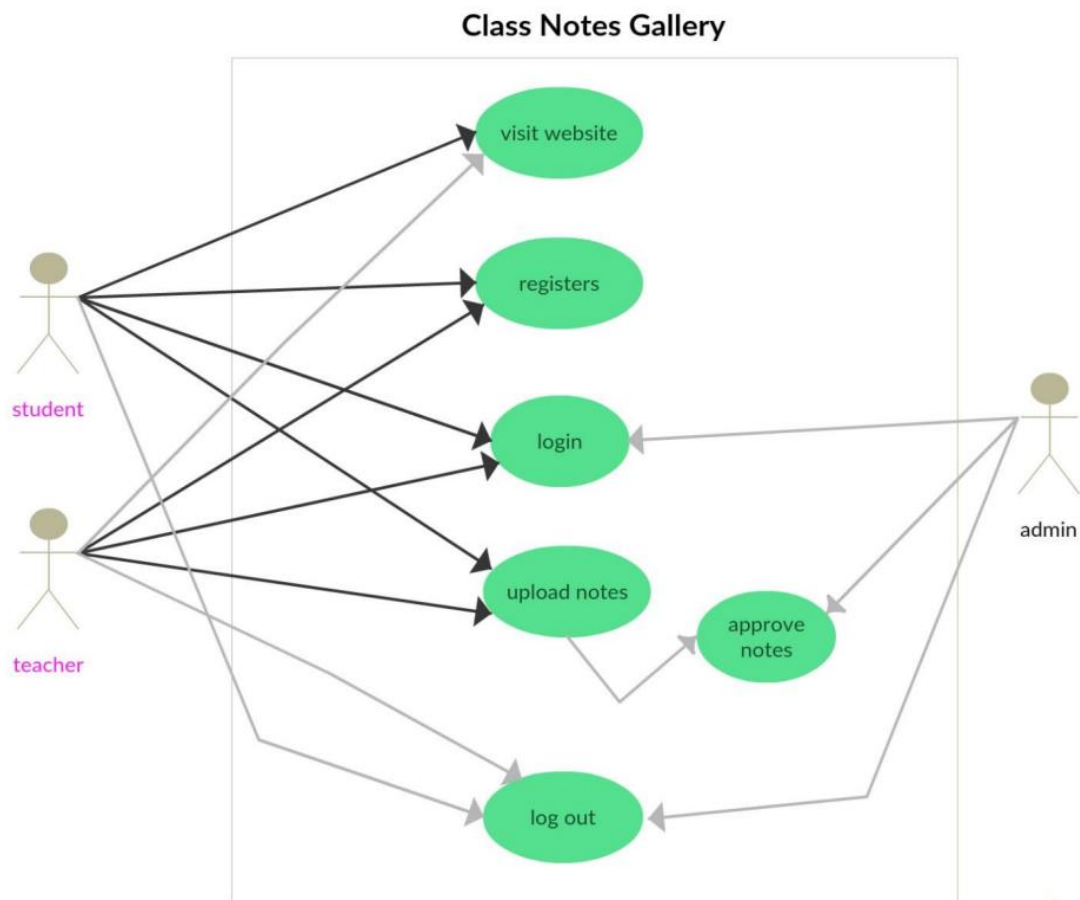 Class Notes Gallery
visit website
registers
student
login
admin
upload notes
approve
notes
teacher
log out